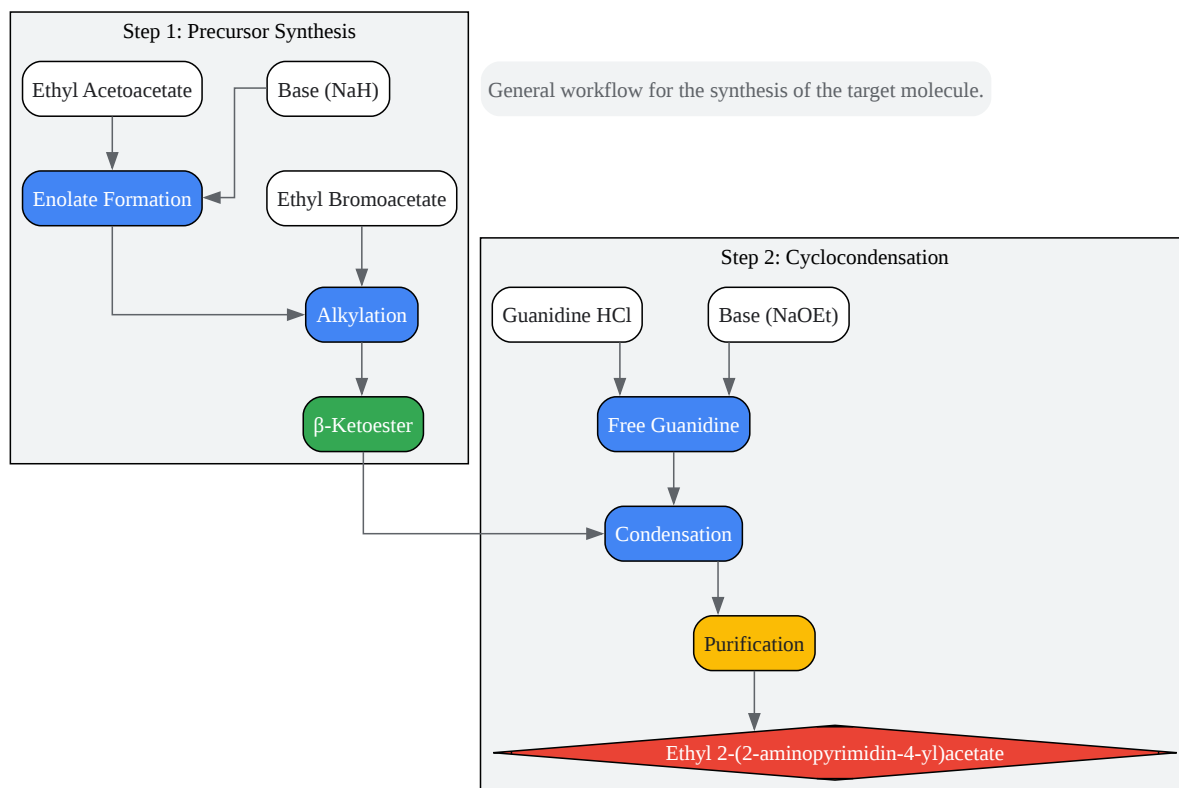 Step 1: Precursor Synthesis
Ethyl Acetoacetate
Base (NaH)
General workflow for the synthesis of the target molecule.
Enolate Formation
Ethyl Bromoacetate
Alkylation
β-Ketoester
Step 2: Cyclocondensation
Guanidine HCl
Base (NaOEt)
Free Guanidine
Condensation
Purification
Ethyl 2-(2-aminopyrimidin-4-yl)acetate